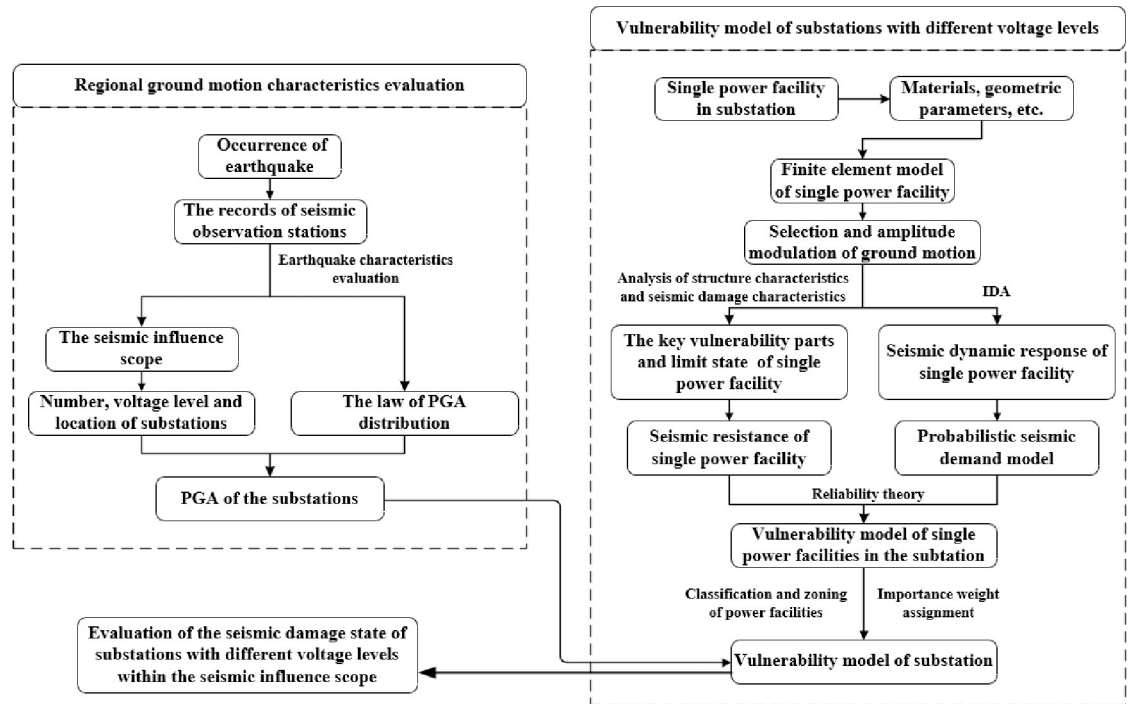 Regional ground motion characteristics evaluation
Occurrence of
earthquake
The records of seismic
observation stations
Earthquake characteristics
evaluation
The seismic influence
scope
Number, voltage level and
location of substations
The law of PGA
distribution
PGA of the substations
Vulnerability model of substations with different voltage levels
Single power facility
in substation
Materials, geometric
parameters, etc.
Finite element model
of single power facility
Selection and amplitude
modulation of ground motion
Analysis of structure characteristics
and seismic damage characteristics
IDA
The key vulnerability parts
and limit state of single
power facility
Seismic dynamic response of
single power facility
Seismic resistance of
single power facility
Probabilistic seismic
demand model
Reliability theory
Vulnerability model of single
power facilities in the subtation
Classification and zoning
of power facilities
Importance weight
assignment
Vulnerability model of substation
Evaluation of the seismic damage state of
substations with different voltage levels
within the seismic influence scope